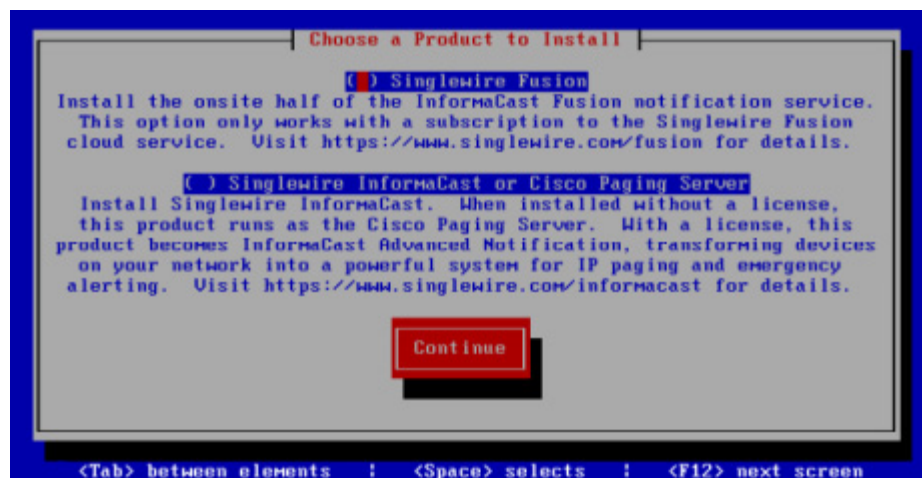 Choose a Product to Install
( ) Singlewire Fusion
Install the onsite half of the InformaCast Fusion notification service.
This option only works with a subscription to the Singlewire Fusion
cloud service.  Visit https://www.singlewire.com/fusion for details.
( ) Singlewire InformaCast or Cisco Paging Server
Install Singlewire InformaCast.  When installed without a license,
this product runs as the Cisco Paging Server.  With a license, this
product becomes InformaCast Advanced Notification, transforming devices
on your network into a powerful system for IP paging and emergency
alerting.  Visit https://www.singlewire.com/informacast for details.
Continue
<Tab> between elements | <Space> selects | <F12> next screen